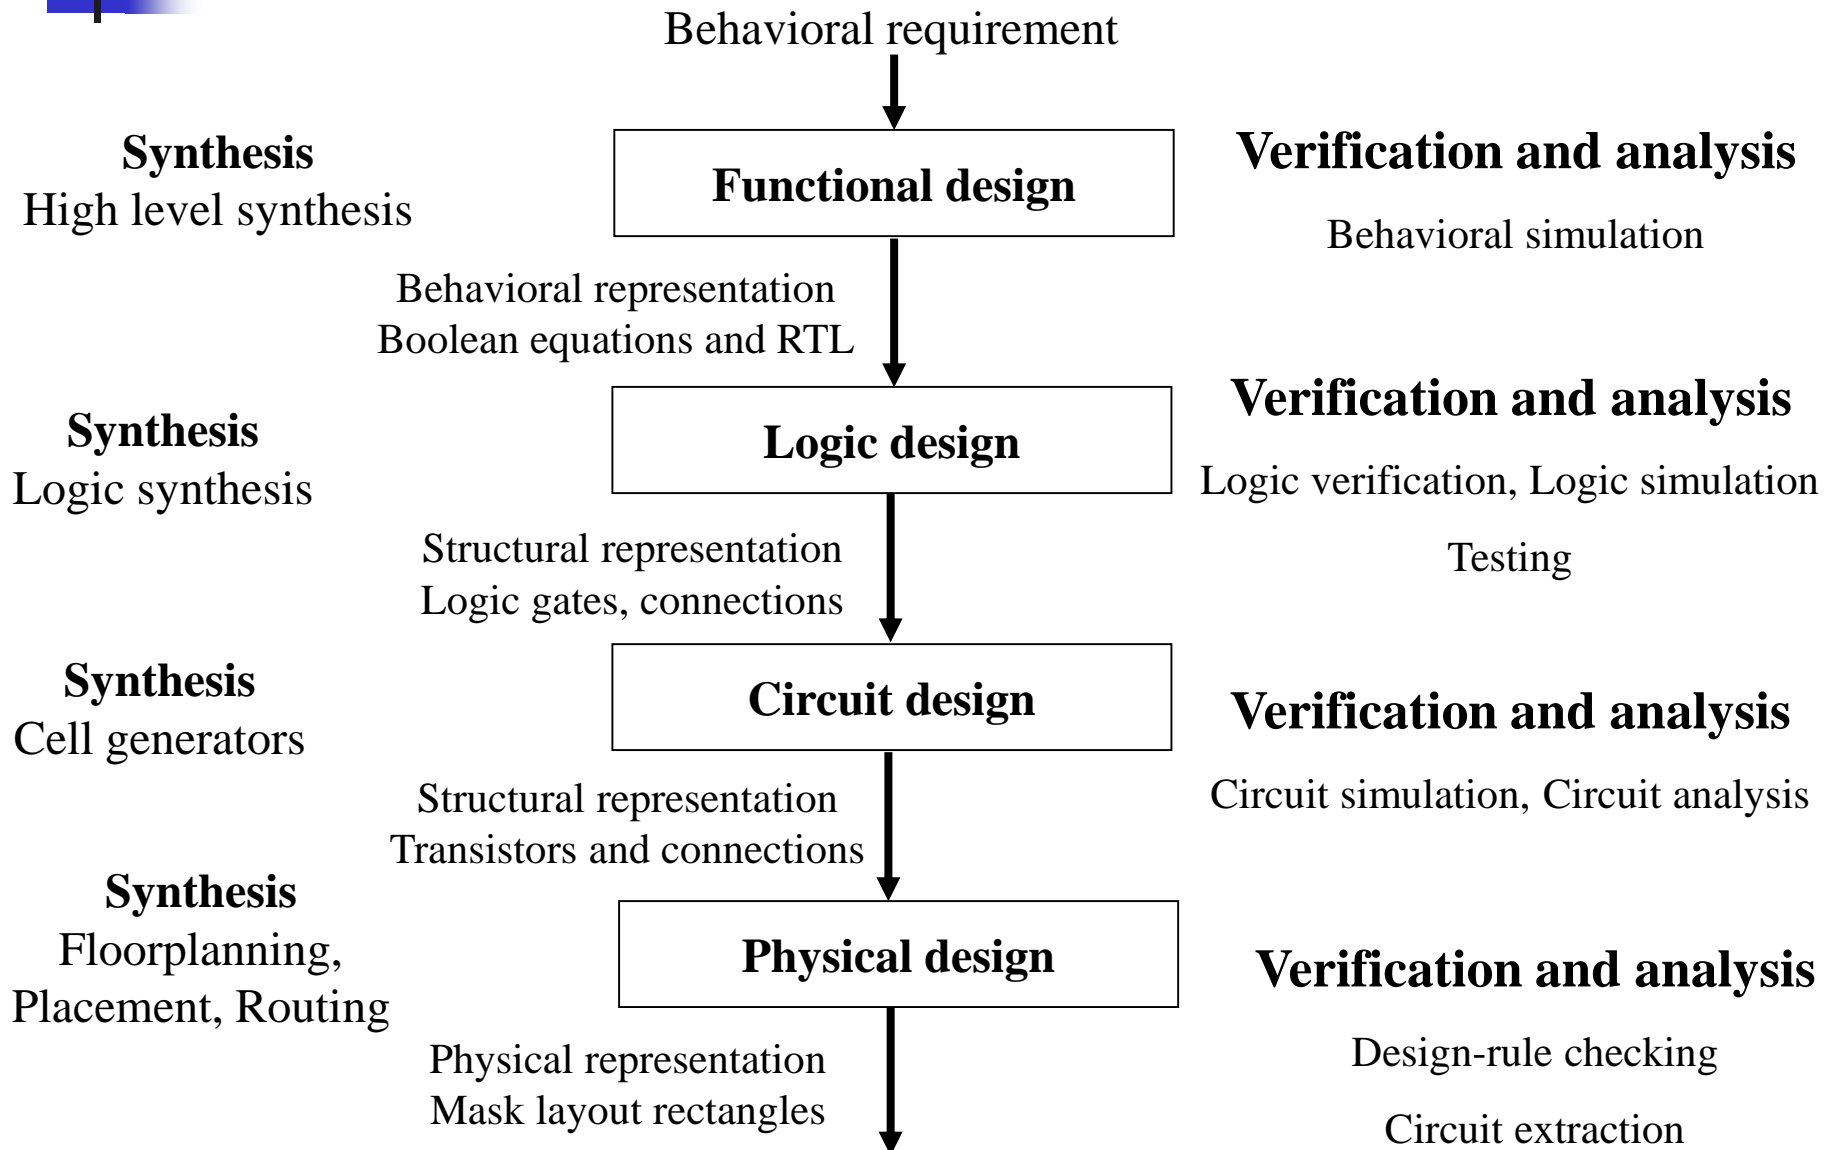 Behavioral requirement
Synthesis
High level synthesis
Functional design
Verification and analysis
Behavioral simulation
Behavioral representation
Boolean equations and RTL
Synthesis
Logic synthesis
Logic design
Verification and analysis
Logic verification, Logic simulation
Testing
Structural representation
Logic gates, connections
Synthesis
Cell generators
Circuit design
Verification and analysis
Circuit simulation, Circuit analysis
Structural representation
Transistors and connections
Synthesis
Floorplanning,
Placement, Routing
Physical design
Verification and analysis
Design-rule checking
Circuit extraction
Physical representation
Mask layout rectangles